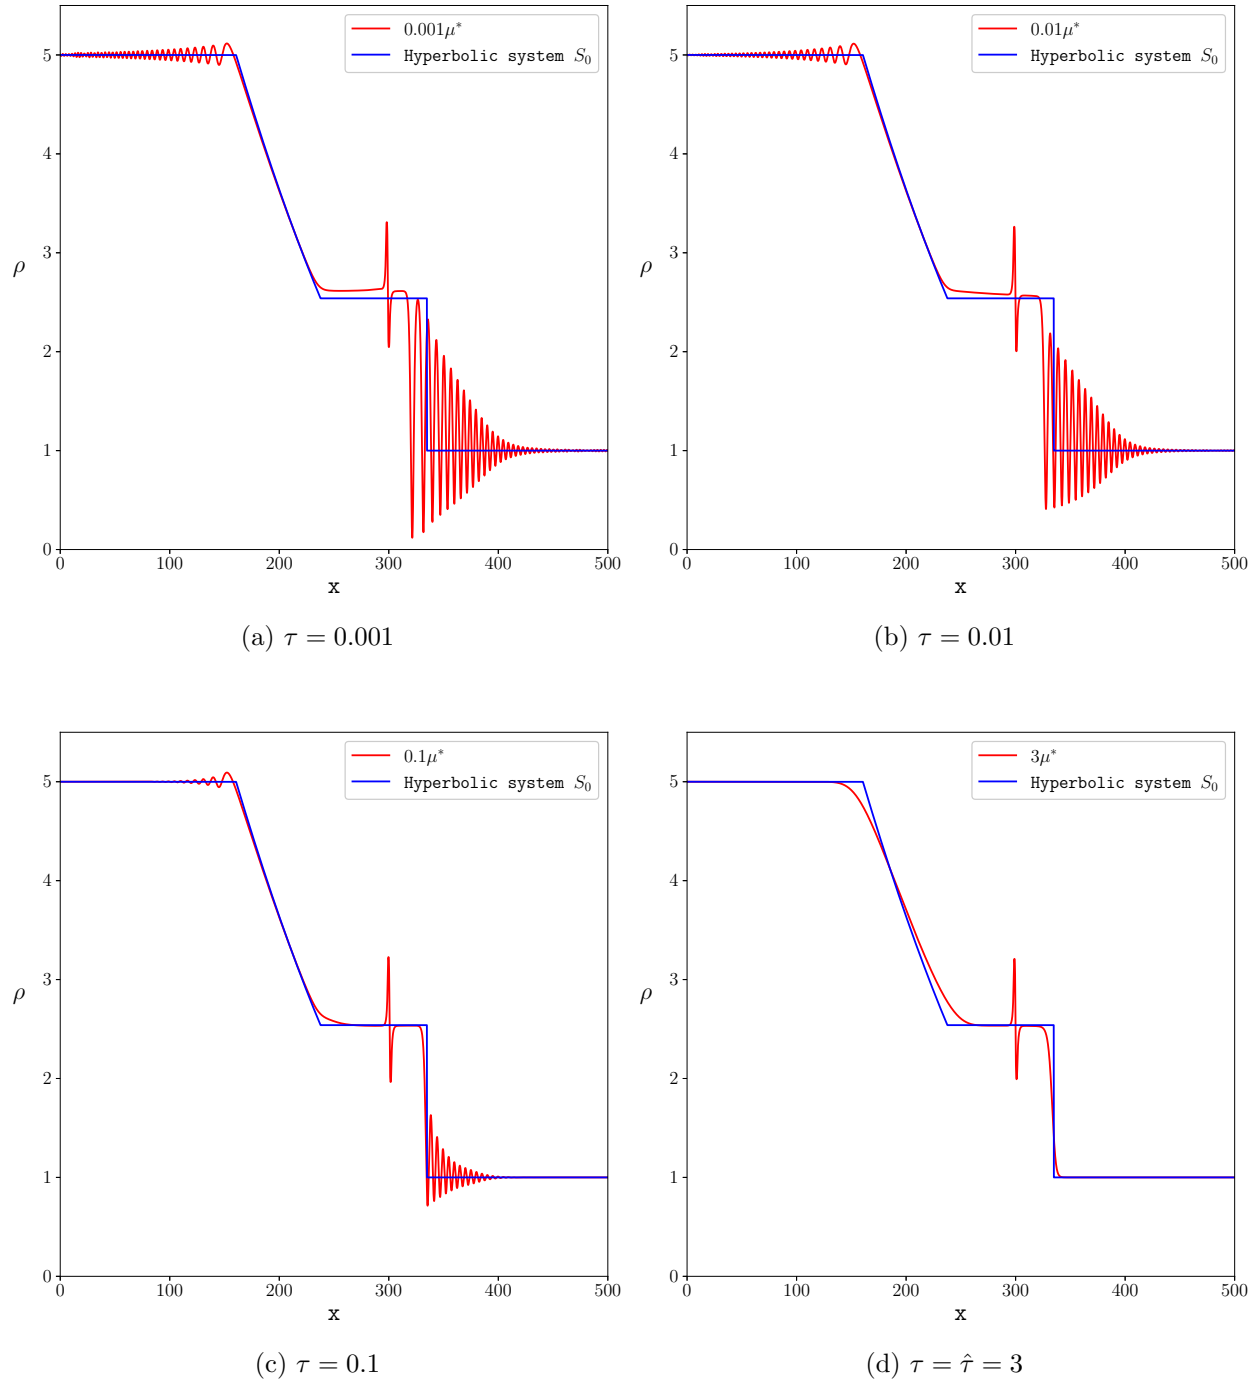 0.001μ*
Hyperbolic system S₀
5
4
3
ρ
2
1
0
0 100 200 300 400 500
x
(a) τ = 0.001
0.01μ*
Hyperbolic system S₀
5
4
3
ρ
2
1
0
0 100 200 300 400 500
x
(b) τ = 0.01
0.1μ*
Hyperbolic system S₀
5
4
3
ρ
2
1
0
0 100 200 300 400 500
x
(c) τ = 0.1
3μ*
Hyperbolic system S₀
5
4
3
ρ
2
1
0
0 100 200 300 400 500
x
(d) τ = τ̂ = 3